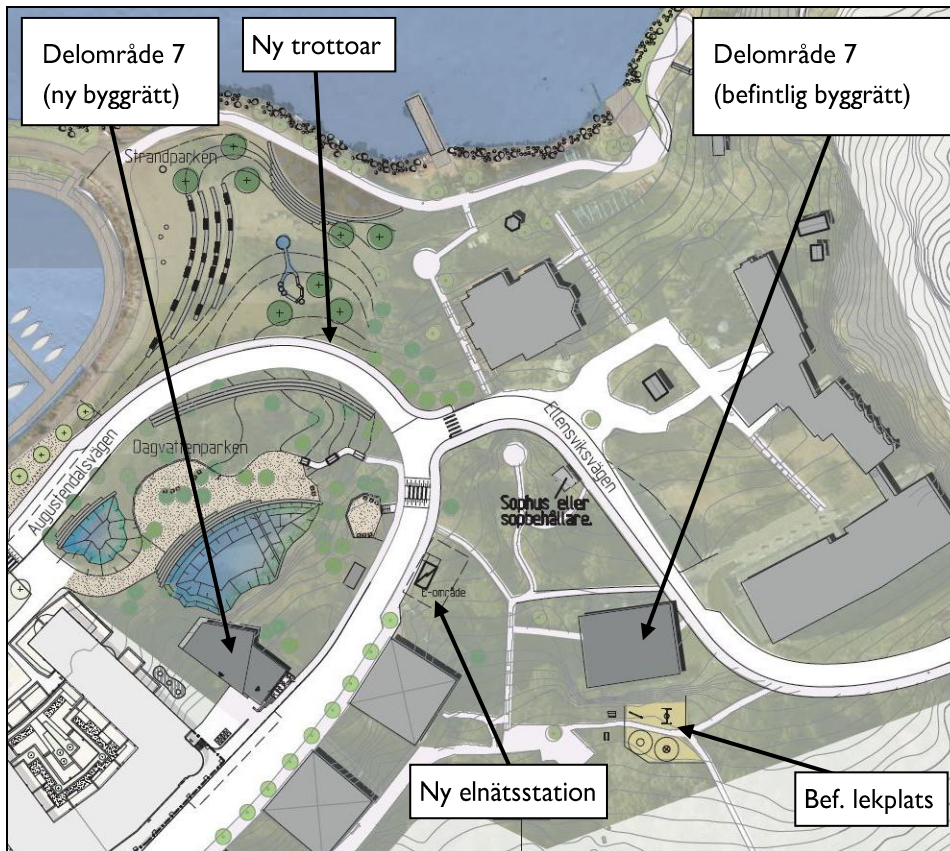 Delområde 7
(ny byggrätt)
Ny trottoar
Delområde 7
(befintlig byggrätt)
Strandparken
Augustendalsvägen
Dagvattenparken
Ellensviksvägen
Sophus eller
sopbehållare.
E-område
Ny elnätsstation
Bef. lekplats